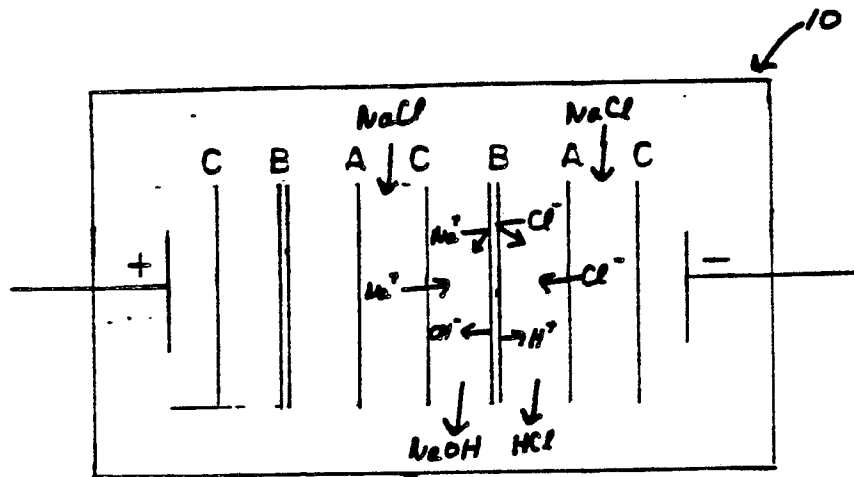 10
NaCl NaCl
C B A C B A C
Na⁺ Cl⁻
+ −
Na⁺ Cl⁻
OH⁻ H⁺
NaOH HCl